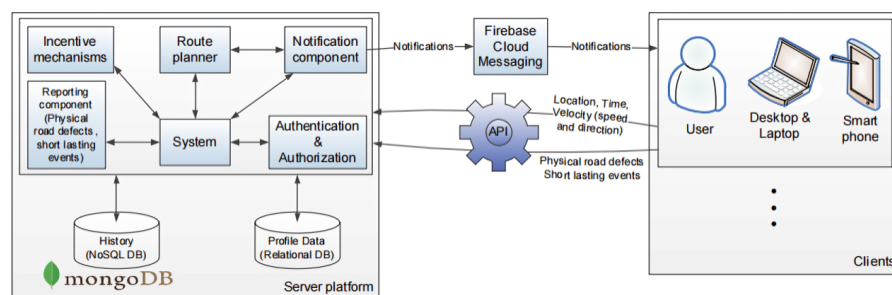 Incentive
mechanisms
Route
planner
Notification
component
Notifications
Firebase
Cloud
Messaging
Notifications
Reporting
component
(Physical
road defects,
short lasting
events)
System
Authentication
&
Authorization
Location, Time,
Velocity (speed
and direction)
API
Physical road defects
Short lasting events
User
Desktop &
Laptop
Smart
phone
History
(NoSQL DB)
Profile Data
(Relational DB)
mongoDB
Server platform
Clients